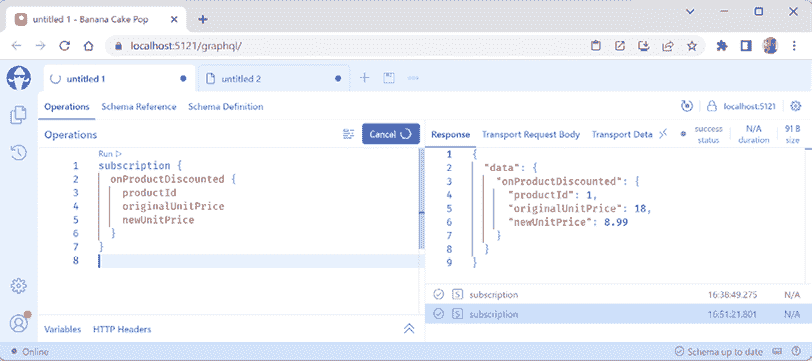 untitled 1 - Banana Cake Pop
localhost:5121/graphql/
untitled 1
untitled 2
Operations Schema Reference Schema Definition
localhost:5121
Operations
Cancel
Response Transport Request Body Transport Data
success status
N/A duration
91 B size
Run
1 subscription {
2 onProductDiscounted {
3 productId
4 originalUnitPrice
5 newUnitPrice
6 }
7 }
8
1 {
2 "data": {
3 "onProductDiscounted": {
4 "productId": 1,
5 "originalUnitPrice": 18,
6 "newUnitPrice": 8.99
7 }
8 }
9 }
S subscription 16:38:49.275 N/A
S subscription 16:51:21.801 N/A
Variables HTTP Headers
Online
Schema up to date